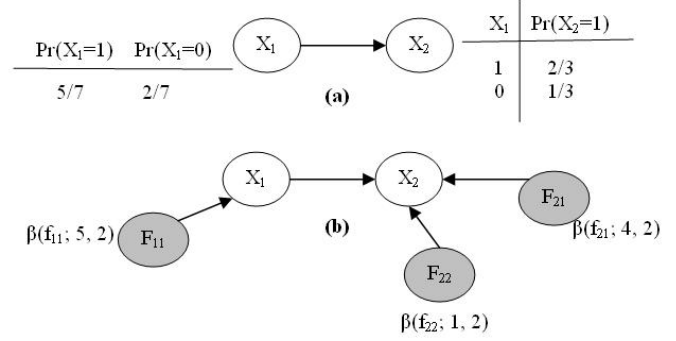 Pr(X₁=1) Pr(X₁=0)
5/7 2/7
X₁
X₂
X₁ Pr(X₂=1)
1 2/3
0 1/3
(a)
X₁
X₂
F₂₁
β(f₁₁; 5, 2)
F₁₁
(b)
β(f₂₁; 4, 2)
F₂₂
β(f₂₂; 1, 2)